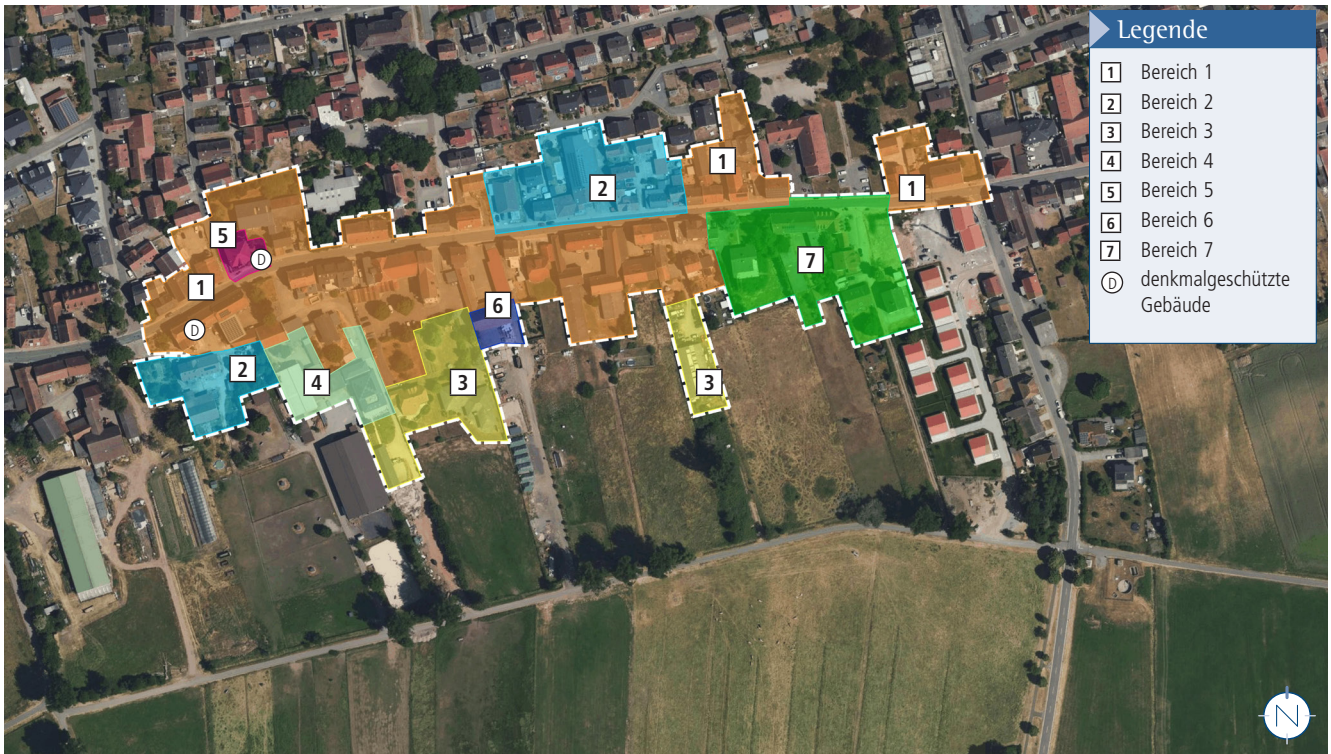 Legende
1 Bereich 1
2 Bereich 2
3 Bereich 3
4 Bereich 4
5 Bereich 5
6 Bereich 6
7 Bereich 7
D denkmalgeschützte
Gebäude
1
2
1
1
5
D
7
1
6
D
2
4
3
3
N